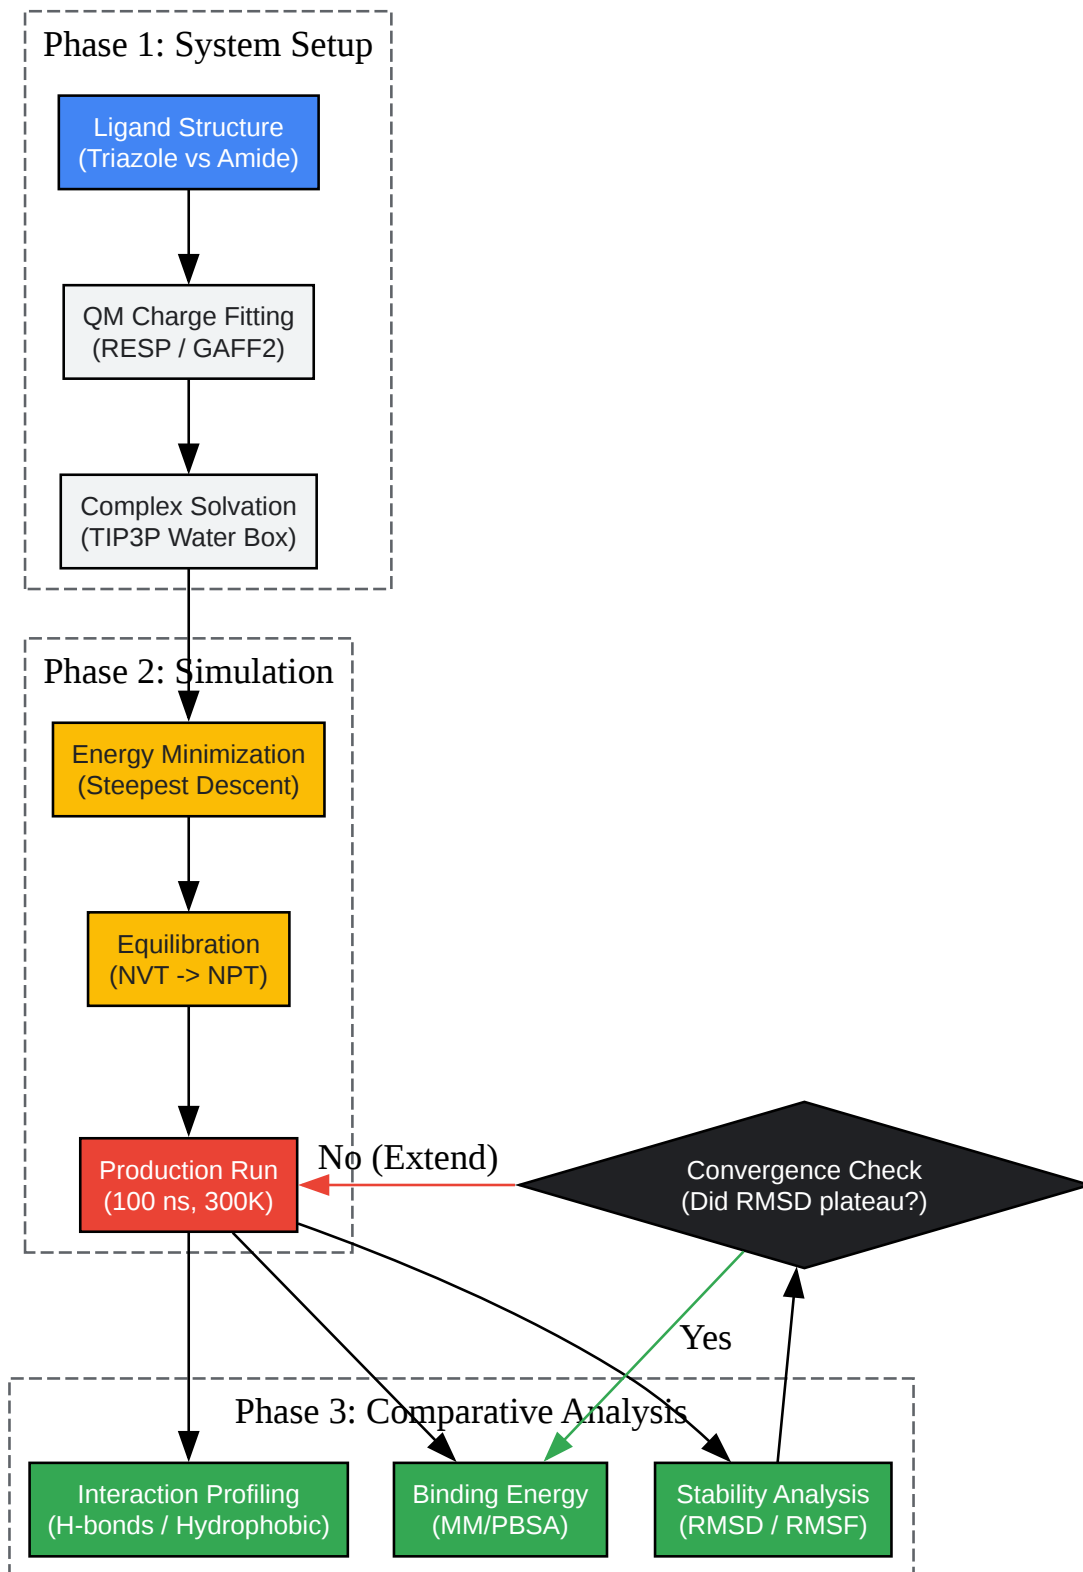 Phase 1: System Setup
Ligand Structure
(Triazole vs Amide)
QM Charge Fitting
(RESP / GAFF2)
Complex Solvation
(TIP3P Water Box)
Phase 2: Simulation
Energy Minimization
(Steepest Descent)
Equilibration
(NVT -> NPT)
Production Run
(100 ns, 300K)
No (Extend)
Convergence Check
(Did RMSD plateau?)
Yes
Phase 3: Comparative Analysis
Interaction Profiling
(H-bonds / Hydrophobic)
Binding Energy
(MM/PBSA)
Stability Analysis
(RMSD / RMSF)